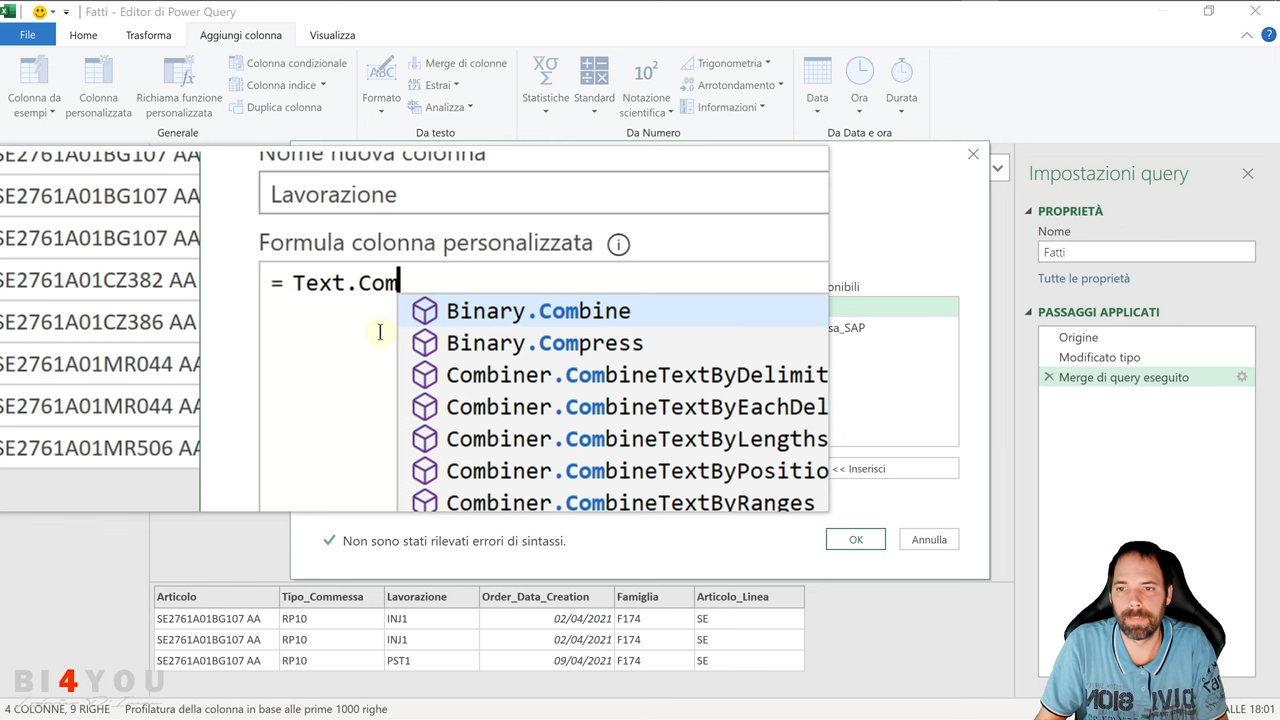 Fatti - Editor di Power Query
File Home Trasforma Aggiungi colonna Visualizza
Colonna da esempi
Colonna personalizzata
Richiama funzione personalizzata
Colonna condizionale
Colonna indice
Duplica colonna
Generale
Formato
Merge di colonne
Estrai
Analizza
Da testo
Statistiche
Standard
10²
Notazione scientifica
Trigonometria
Arrotondamento
Informazioni
Da Numero
Data
Ora
Durata
Da Data e ora
SE2761A01BG107 AA
SE2761A01BG107 AA
SE2761A01BG107 AA
SE2761A01CZ382 AA
SE2761A01CZ386 AA
SE2761A01MR044 AA
SE2761A01MR044 AA
SE2761A01MR506 AA
Nome nuova colonna
Lavorazione
Formula colonna personalizzata
= Text.Com
Binary.Combine
Binary.Compress
Combiner.CombineTextByDelimit
Combiner.CombineTextByEachDel
Combiner.CombineTextByLengths
Combiner.CombineTextByPositio
Combiner.CombineTextByRanges
onibili
sa_SAP
<< Inserisci
Non sono stati rilevati errori di sintassi.
OK
Annulla
Impostazioni query
PROPRIETÀ
Nome
Fatti
Tutte le proprietà
PASSAGGI APPLICATI
Origine
Modificato tipo
Merge di query eseguito
Articolo Tipo_Commessa Lavorazione Order_Data_Creation Famiglia Articolo_Linea
SE2761A01BG107 AA RP10 INJ1 02/04/2021 F174 SE
SE2761A01BG107 AA RP10 INJ1 02/04/2021 F174 SE
SE2761A01BG107 AA RP10 PST1 09/04/2021 F174 SE
BI4YOU
4 COLONNE, 9 RIGHE Profilatura della colonna in base alle prime 1000 righe
ALLE 18:01